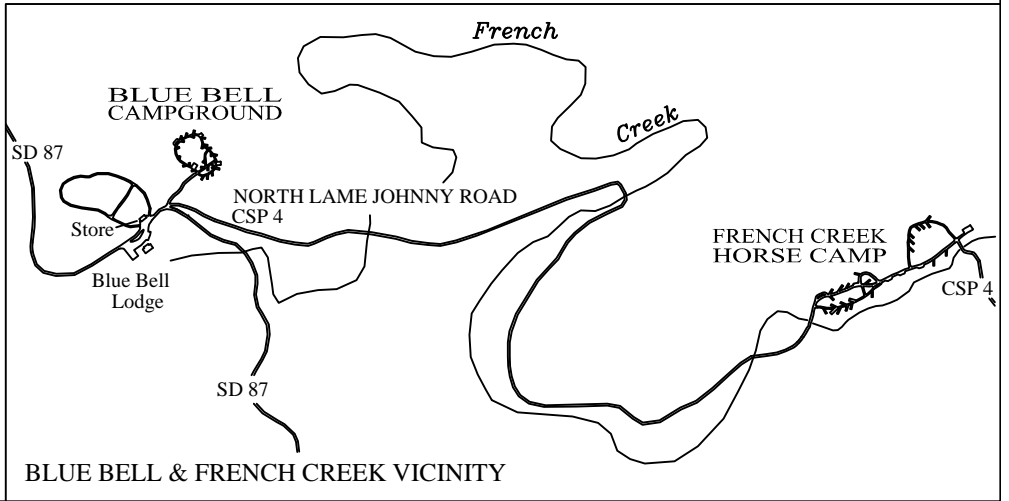 French
BLUE BELL
CAMPGROUND
Creek
SD 87
NORTH LAME JOHNNY ROAD
CSP 4
Store
FRENCH CREEK
HORSE CAMP
Blue Bell
Lodge
CSP 4
SD 87
BLUE BELL & FRENCH CREEK VICINITY